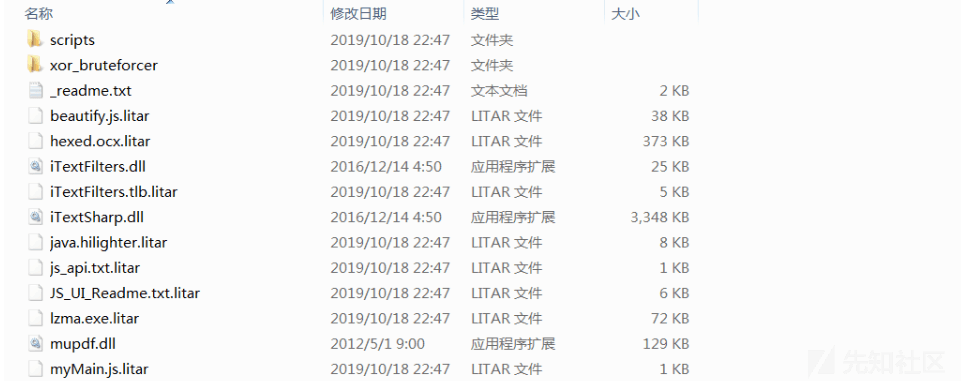 名称 修改日期 类型 大小
scripts 2019/10/18 22:47 文件夹
xor_bruteforcer 2019/10/18 22:47 文件夹
_readme.txt 2019/10/18 22:47 文本文档 2 KB
beautify.js.litar 2019/10/18 22:47 LITAR 文件 38 KB
hexed.ocx.litar 2019/10/18 22:47 LITAR 文件 373 KB
iTextFilters.dll 2016/12/14 4:50 应用程序扩展 25 KB
iTextFilters.tlb.litar 2019/10/18 22:47 LITAR 文件 5 KB
iTextSharp.dll 2016/12/14 4:50 应用程序扩展 3,348 KB
java.hilighter.litar 2019/10/18 22:47 LITAR 文件 8 KB
js_api.txt.litar 2019/10/18 22:47 LITAR 文件 1 KB
JS_UI_Readme.txt.litar 2019/10/18 22:47 LITAR 文件 6 KB
lzma.exe.litar 2019/10/18 22:47 LITAR 文件 72 KB
mupdf.dll 2012/5/1 9:00 应用程序扩展 129 KB
myMain.js.litar 2019/10/18 22:47 LITAR 文件 1 KB
先知社区